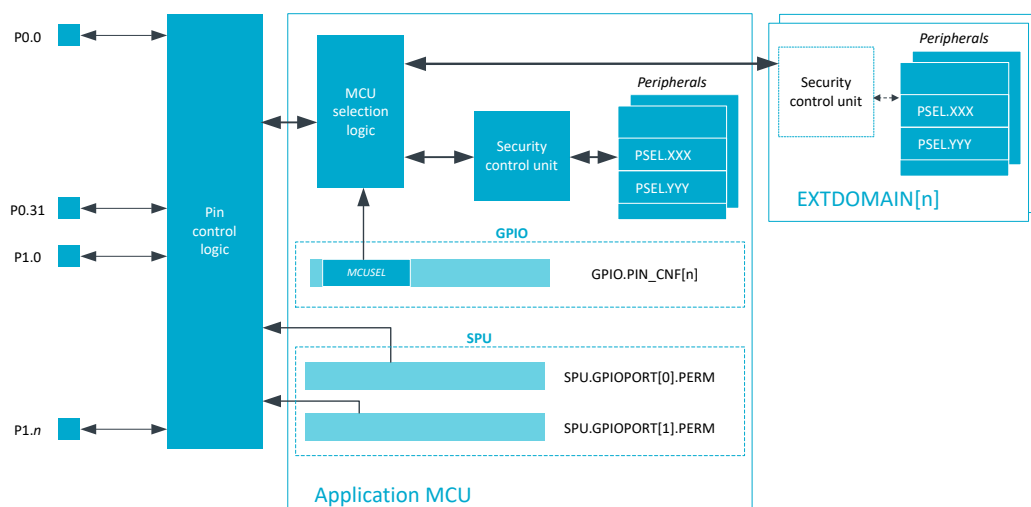 P0.0
P0.31
P1.0
P1.n
Pin
control
logic
MCU
selection
logic
Security
control unit
Peripherals
PSEL.XXX
PSEL.YYY
GPIO
MCUSEL
GPIO.PIN_CNF[n]
SPU
SPU.GPIOPORT[0].PERM
SPU.GPIOPORT[1].PERM
Application MCU
Peripherals
Security
control unit
PSEL.XXX
PSEL.YYY
EXTDOMAIN[n]